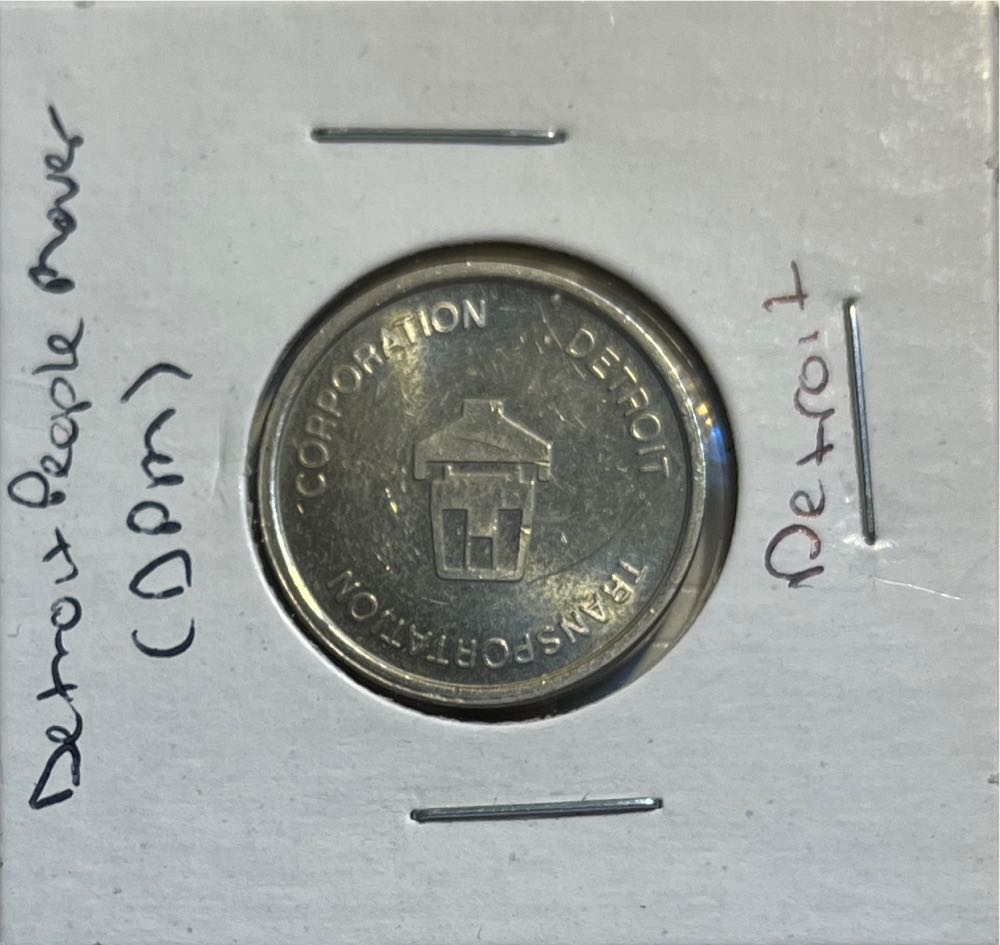 Detroit People mover
(DPM)
DETROIT TRANSPORTATION CORPORATION
Detroit